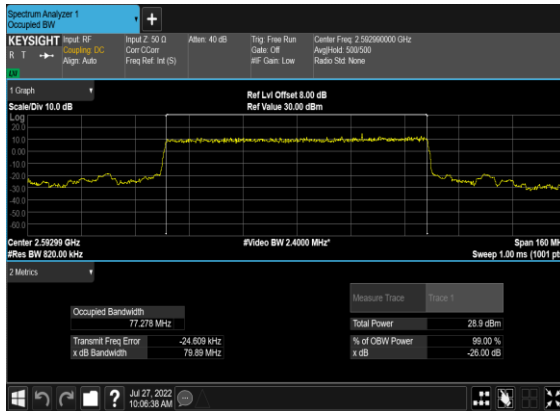 Spectrum Analyzer 1
Occupied BW
KEYSIGHT
R T
Input: RF
Coupling: DC
Align: Auto
Input Z: 50 Ω
Corr CCorr
Freq Ref: Int (S)
Atten: 40 dB
Trig: Free Run
Gate: Off
#IF Gain: Low
Center Freq: 2.592990000 GHz
Avg|Hold: 500/500
Radio Std: None
1 Graph
Scale/Div 10.0 dB
Ref Lvl Offset 8.00 dB
Ref Value 30.00 dBm
Log
20.0
10.0
0.00
-10.0
-20.0
-30.0
-40.0
-50.0
-60.0
Center 2.59299 GHz
#Res BW 820.00 kHz
#Video BW 2.4000 MHz*
Span 160 MH
Sweep 1.00 ms (1001 pt
2 Metrics
Measure Trace
Trace 1
Occupied Bandwidth
77.278 MHz
Total Power
28.9 dBm
Transmit Freq Error
-24.609 kHz
% of OBW Power
99.00 %
x dB Bandwidth
79.89 MHz
x dB
-26.00 dB
Jul 27, 2022
10:06:38 AM